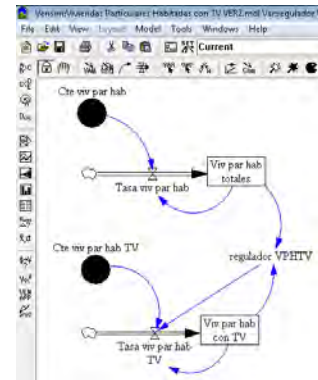 Vensim:Viviendas Particulares Habitadas con TV VER2.mdl Var:regulador
File Edit View Layout Model Tools Windows Help
Current
Cte viv par hab
Viv par hab
totales
Tasa viv par hab
Cte viv par hab TV
regulador VPHTV
Viv par hab
con TV
Tasa viv par hab
TV